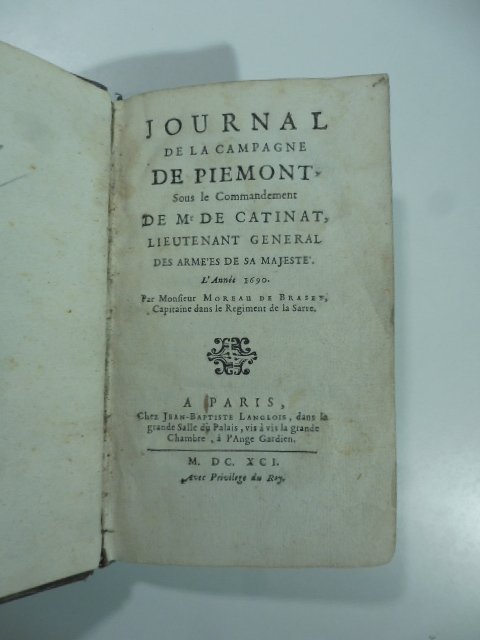 JOURNAL
DE LA CAMPAGNE
DE PIEMONT,
Sous le Commandement
DE Mr DE CATINAT,
LIEUTENANT GENERAL
DES ARME'ES DE SA MAJESTE'.
L'Année 1690.
Par Monsieur MOREAU DE BRASEY,
Capitaine dans le Regiment de la Sarre.
A PARIS,
Chez JEAN-BAPTISTE LANGLOIS, dans la
grande Salle du Palais, vis à vis la grande
Chambre, à l'Ange Gardien.
M. DC. XCI.
Avec Privilege du Roy.